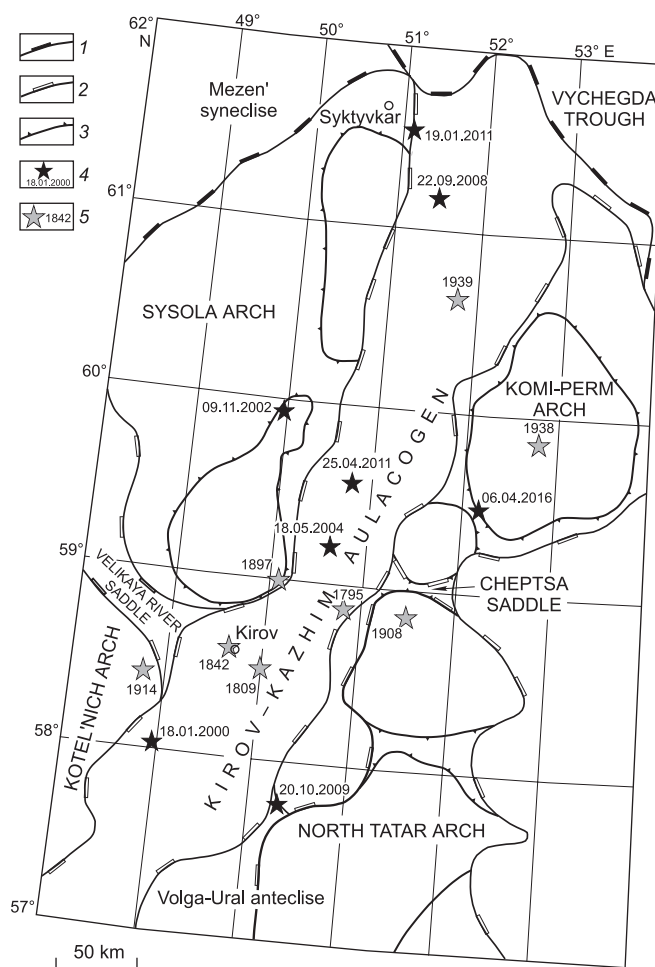 62°
N
49°
50°
51°
52°
53° E
1
2
3
18.01.2000
4
1842
5
Mezen'
syneclise
Syktyvkar
VYCHEGDA
TROUGH
19.01.2011
22.09.2008
61°
1939
SYSOLA ARCH
60°
KOMI-PERM
ARCH
1938
09.11.2002
25.04.2011
06.04.2016
18.05.2004
59°
1897
VELIKAYA RIVER
SADDLE
CHEPTSA
SADDLE
1795
1908
Kirov
1842
1809
1914
KOTEL'NICH ARCH
KIROV-KAZHIM AULACOGEN
58°
18.01.2000
20.10.2009
NORTH TATAR ARCH
Volga-Ural anteclise
57°
50 km